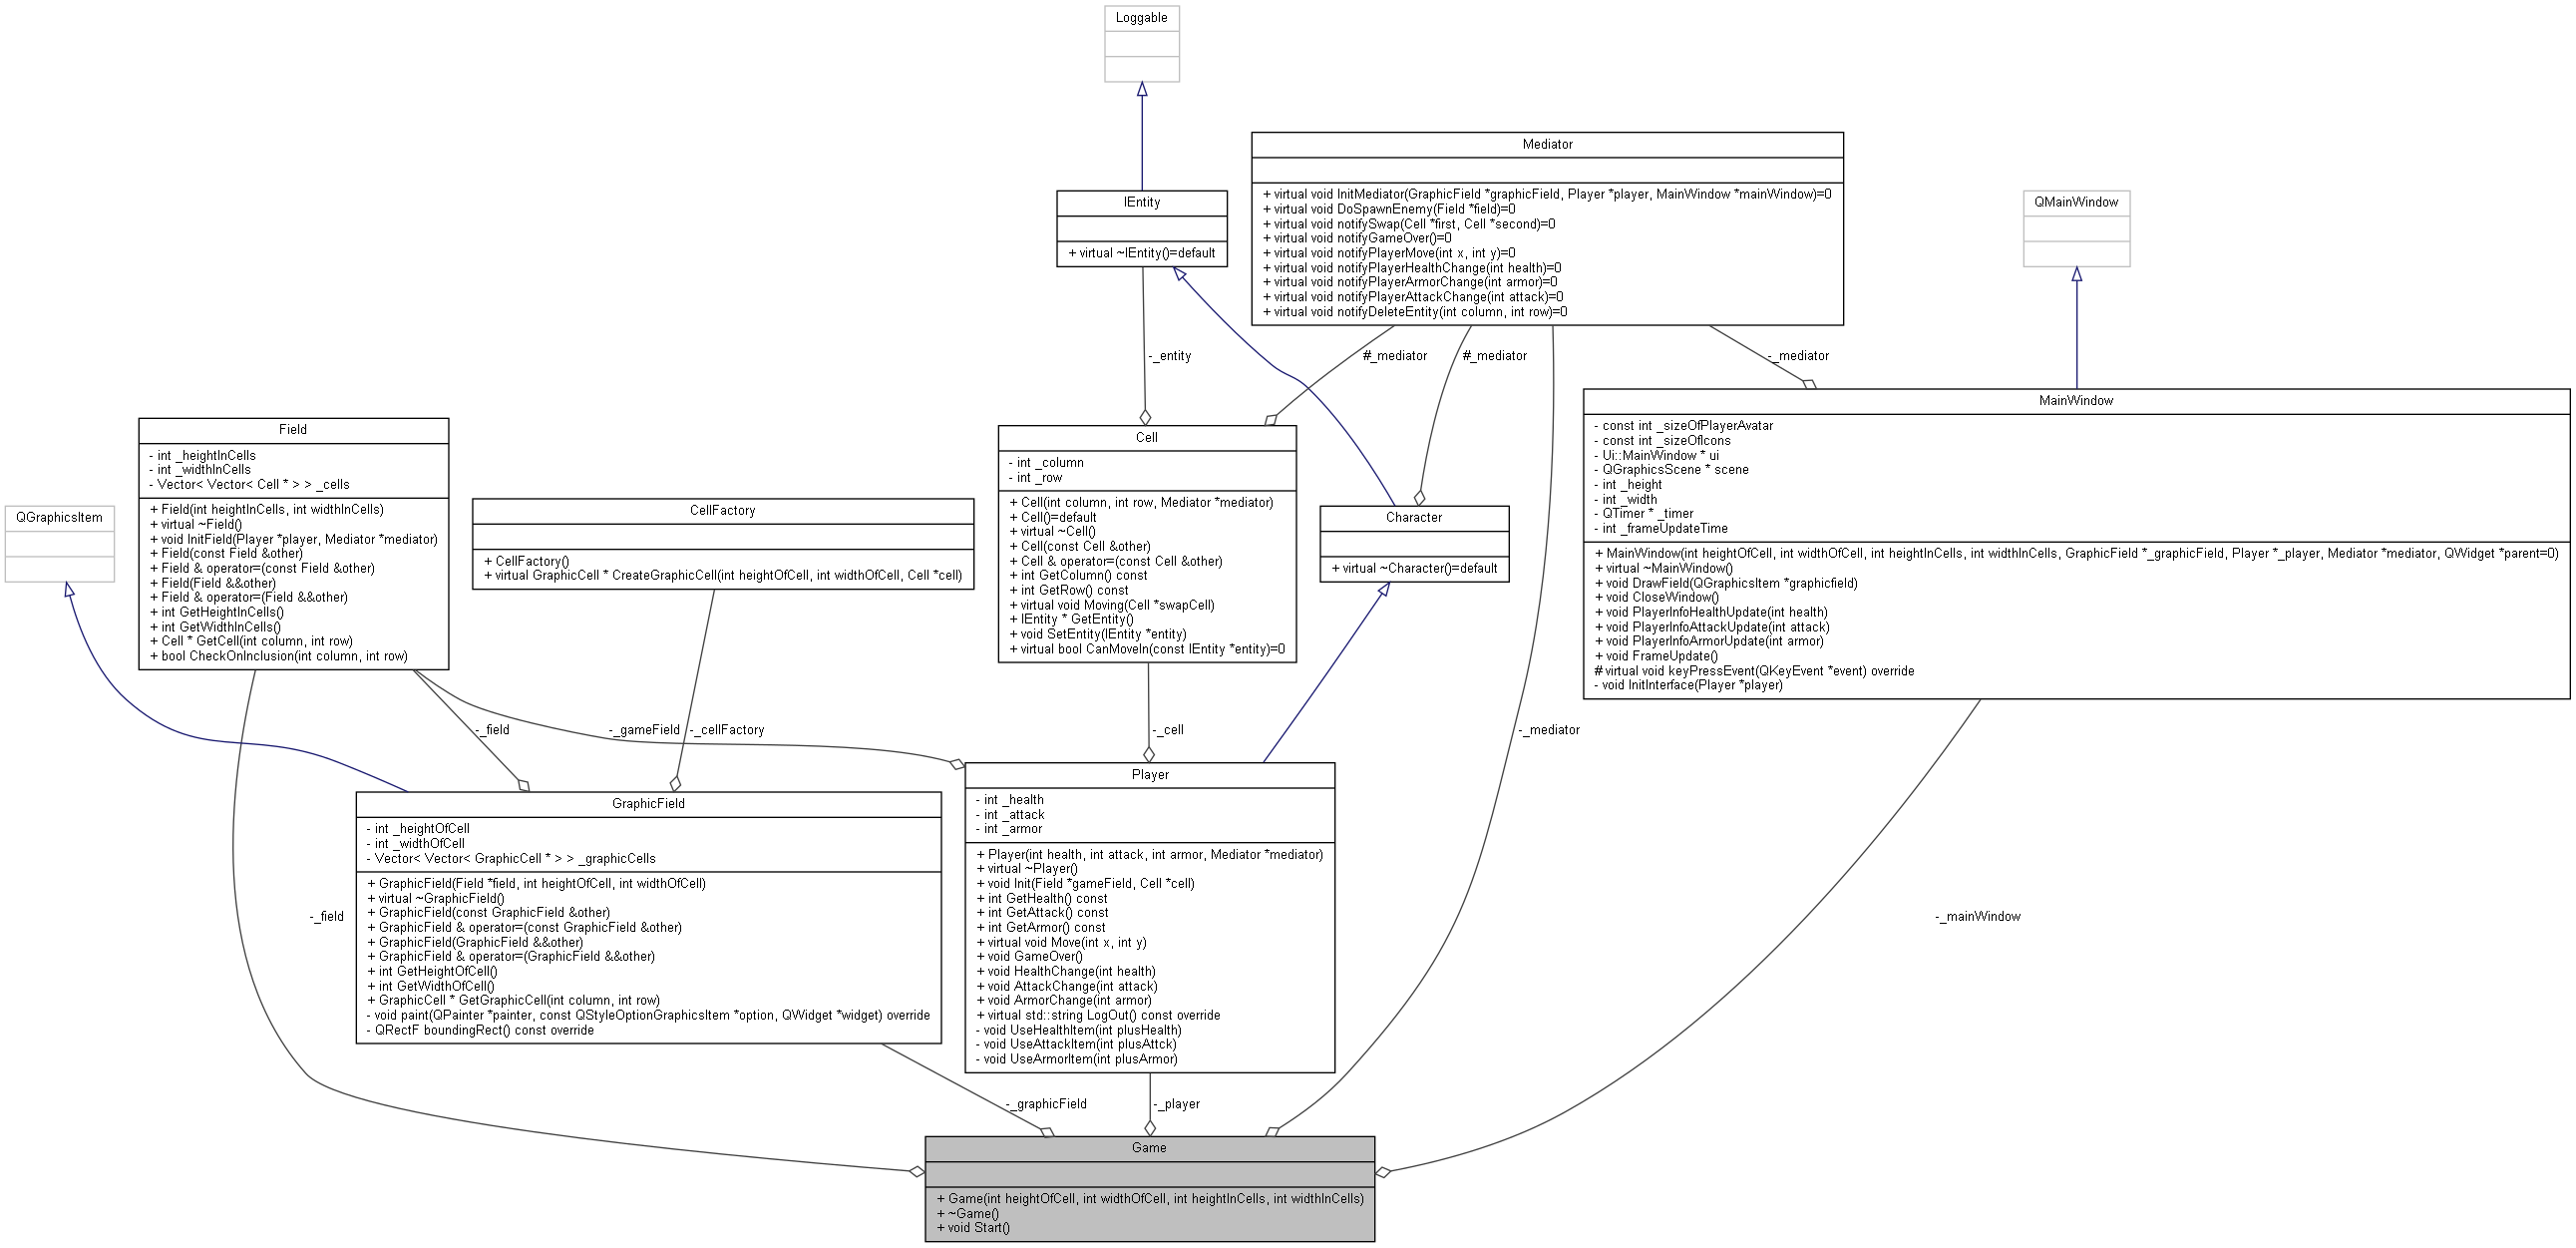 Loggable
Mediator
+ virtual void InitMediator(GraphicField *graphicField, Player *player, MainWindow *mainWindow)=0
+ virtual void DoSpawnEnemy(Field *field)=0
+ virtual void notifySwap(Cell *first, Cell *second)=0
+ virtual void notifyGameOver()=0
+ virtual void notifyPlayerMove(int x, int y)=0
+ virtual void notifyPlayerHealthChange(int health)=0
+ virtual void notifyPlayerArmorChange(int armor)=0
+ virtual void notifyPlayerAttackChange(int attack)=0
+ virtual void notifyDeleteEntity(int column, int row)=0
IEntity
+ virtual ~IEntity()=default
QMainWindow
-_entity
#_mediator
#_mediator
-_mediator
MainWindow
- const int _sizeOfPlayerAvatar
- const int _sizeOfIcons
- Ui::MainWindow * ui
- QGraphicsScene * scene
- int _height
- int _width
- QTimer * _timer
- int _frameUpdateTime
+ MainWindow(int heightOfCell, int widthOfCell, int heightInCells, int widthInCells, GraphicField *_graphicField, Player *_player, Mediator *mediator, QWidget *parent=0)
+ virtual ~MainWindow()
+ void DrawField(QGraphicsItem *graphicfield)
+ void CloseWindow()
+ void PlayerInfoHealthUpdate(int health)
+ void PlayerInfoAttackUpdate(int attack)
+ void PlayerInfoArmorUpdate(int armor)
+ void FrameUpdate()
# virtual void keyPressEvent(QKeyEvent *event) override
- void InitInterface(Player *player)
Field
- int _heightInCells
- int _widthInCells
- Vector< Vector< Cell * > > _cells
+ Field(int heightInCells, int widthInCells)
+ virtual ~Field()
+ void InitField(Player *player, Mediator *mediator)
+ Field(const Field &other)
+ Field & operator=(const Field &other)
+ Field(Field &&other)
+ Field & operator=(Field &&other)
+ int GetHeightInCells()
+ int GetWidthInCells()
+ Cell * GetCell(int column, int row)
+ bool CheckOnInclusion(int column, int row)
Cell
- int _column
- int _row
+ Cell(int column, int row, Mediator *mediator)
+ Cell()=default
+ virtual ~Cell()
+ Cell(const Cell &other)
+ Cell & operator=(const Cell &other)
+ int GetColumn() const
+ int GetRow() const
+ virtual void Moving(Cell *swapCell)
+ IEntity * GetEntity()
+ void SetEntity(IEntity *entity)
+ virtual bool CanMoveIn(const IEntity *entity)=0
QGraphicsItem
CellFactory
+ CellFactory()
+ virtual GraphicCell * CreateGraphicCell(int heightOfCell, int widthOfCell, Cell *cell)
Character
+ virtual ~Character()=default
-_field
-_gameField
-_cellFactory
-_cell
-_mediator
GraphicField
- int _heightOfCell
- int _widthOfCell
- Vector< Vector< GraphicCell * > > _graphicCells
+ GraphicField(Field *field, int heightOfCell, int widthOfCell)
+ virtual ~GraphicField()
+ GraphicField(const GraphicField &other)
+ GraphicField & operator=(const GraphicField &other)
+ GraphicField(GraphicField &&other)
+ GraphicField & operator=(GraphicField &&other)
+ int GetHeightOfCell()
+ int GetWidthOfCell()
+ GraphicCell * GetGraphicCell(int column, int row)
- void paint(QPainter *painter, const QStyleOptionGraphicsItem *option, QWidget *widget) override
- QRectF boundingRect() const override
Player
- int _health
- int _attack
- int _armor
+ Player(int health, int attack, int armor, Mediator *mediator)
+ virtual ~Player()
+ void Init(Field *gameField, Cell *cell)
+ int GetHealth() const
+ int GetAttack() const
+ int GetArmor() const
+ virtual void Move(int x, int y)
+ void GameOver()
+ void HealthChange(int health)
+ void AttackChange(int attack)
+ void ArmorChange(int armor)
+ virtual std::string LogOut() const override
- void UseHealthItem(int plusHealth)
- void UseAttackItem(int plusAttck)
- void UseArmorItem(int plusArmor)
-_field
-_mainWindow
-_graphicField
-_player
Game
+ Game(int heightOfCell, int widthOfCell, int heightInCells, int widthInCells)
+ ~Game()
+ void Start()